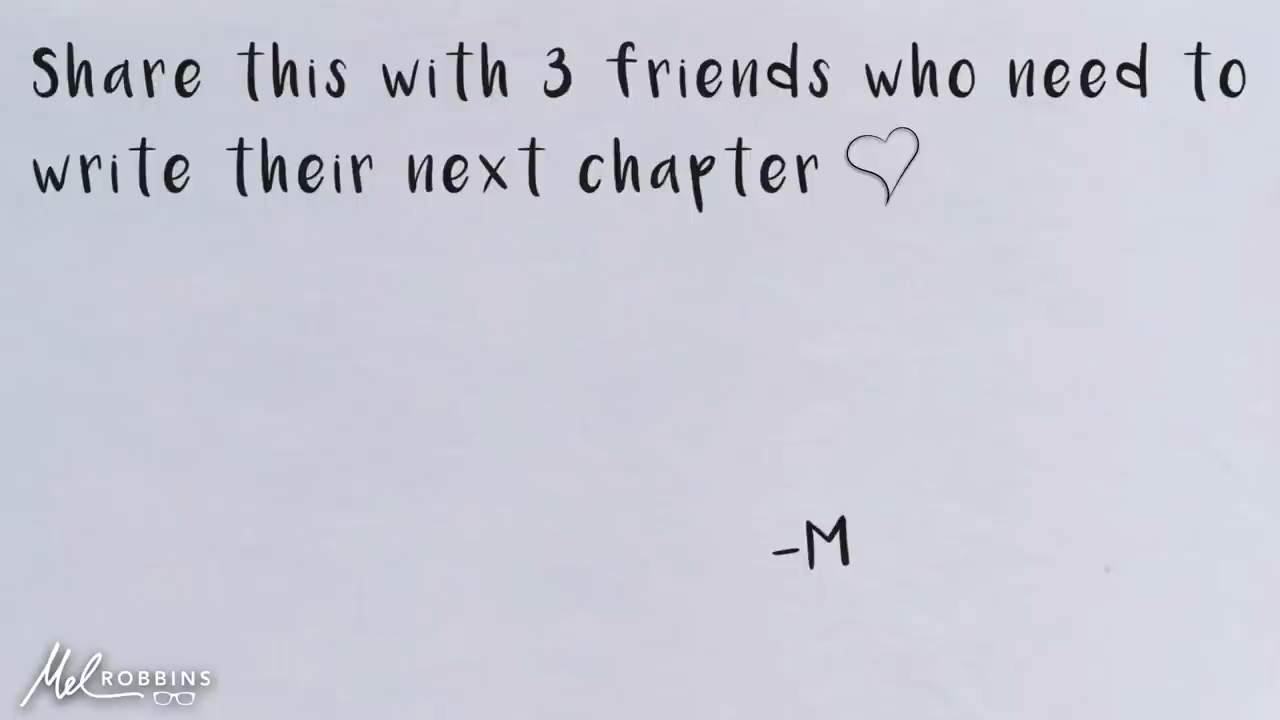 Share this with 3 friends who need to
write their next chapter ♡
–M
Mel ROBBINS